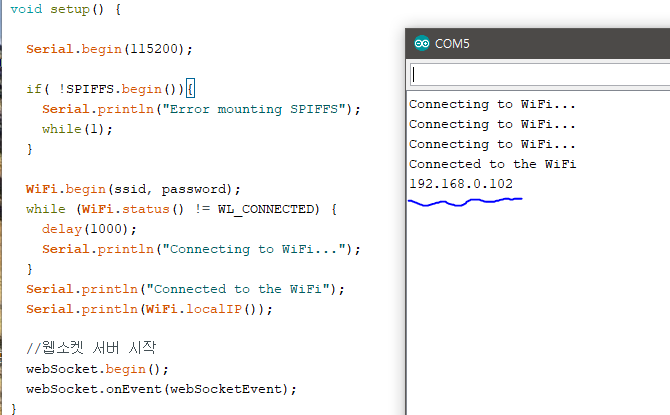 void setup() {
Serial.begin(115200);
if( !SPIFFS.begin()){
Serial.println("Error mounting SPIFFS");
while(1);
}
WiFi.begin(ssid, password);
while (WiFi.status() != WL_CONNECTED) {
delay(1000);
Serial.println("Connecting to WiFi...");
}
Serial.println("Connected to the WiFi");
Serial.println(WiFi.localIP());
//웹소켓 서버 시작
webSocket.begin();
webSocket.onEvent(webSocketEvent);
}
COM5
Connecting to WiFi...
Connecting to WiFi...
Connecting to WiFi...
Connected to the WiFi
192.168.0.102